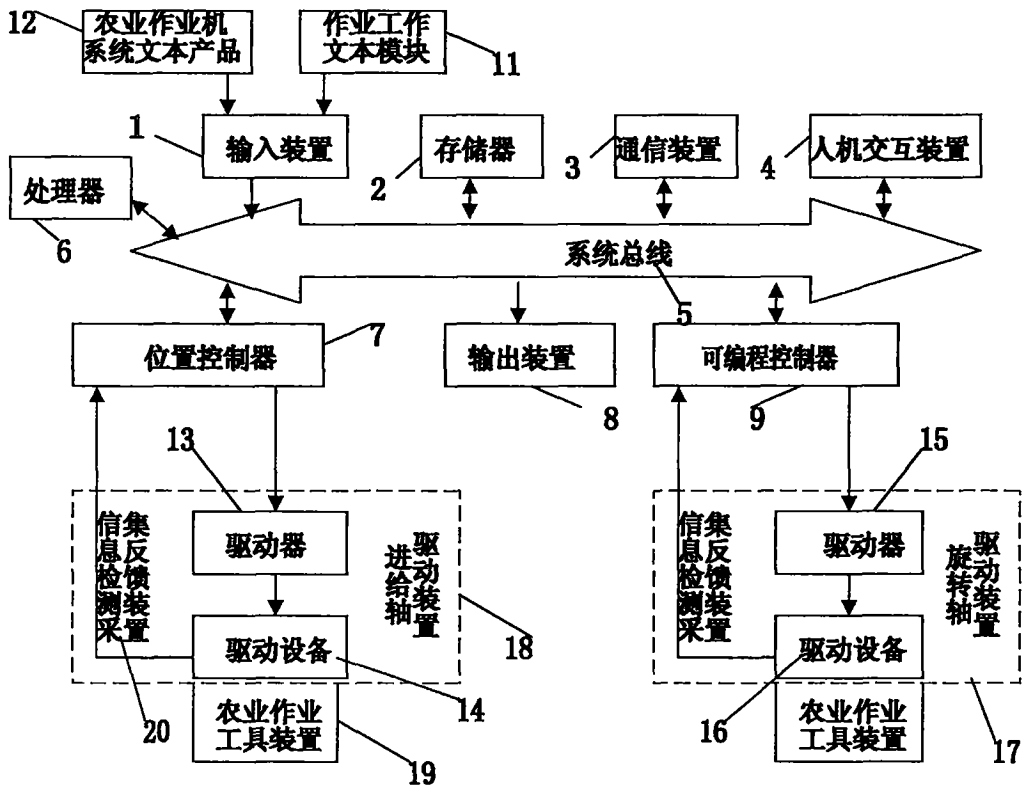 12
农业作业机
系统文本产品
作业工作
文本模块
11
1
输入装置
存储器
2
通信装置
3
人机交互装置
4
处理器
6
系统总线
5
位置控制器
7
输出装置
8
可编程控制器
9
13
15
信息检测采
集反馈装置
驱动器
进给轴
驱动装置
18
信息检测采
集反馈装置
驱动器
旋转轴
驱动装置
驱动设备
14
20
驱动设备
16
17
农业作业
工具装置
19
农业作业
工具装置